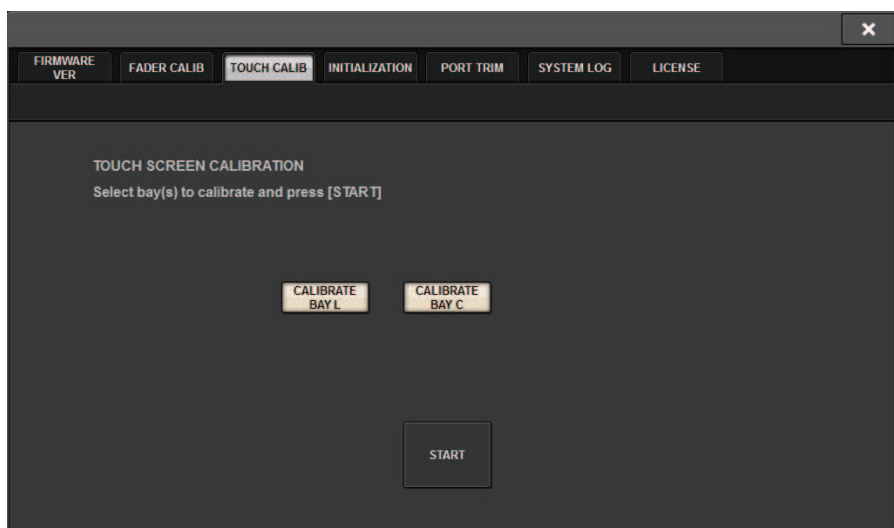 FIRMWARE
VER
FADER CALIB
TOUCH CALIB
INITIALIZATION
PORT TRIM
SYSTEM LOG
LICENSE
TOUCH SCREEN CALIBRATION
Select bay(s) to calibrate and press [START]
CALIBRATE
BAY L
CALIBRATE
BAY C
START